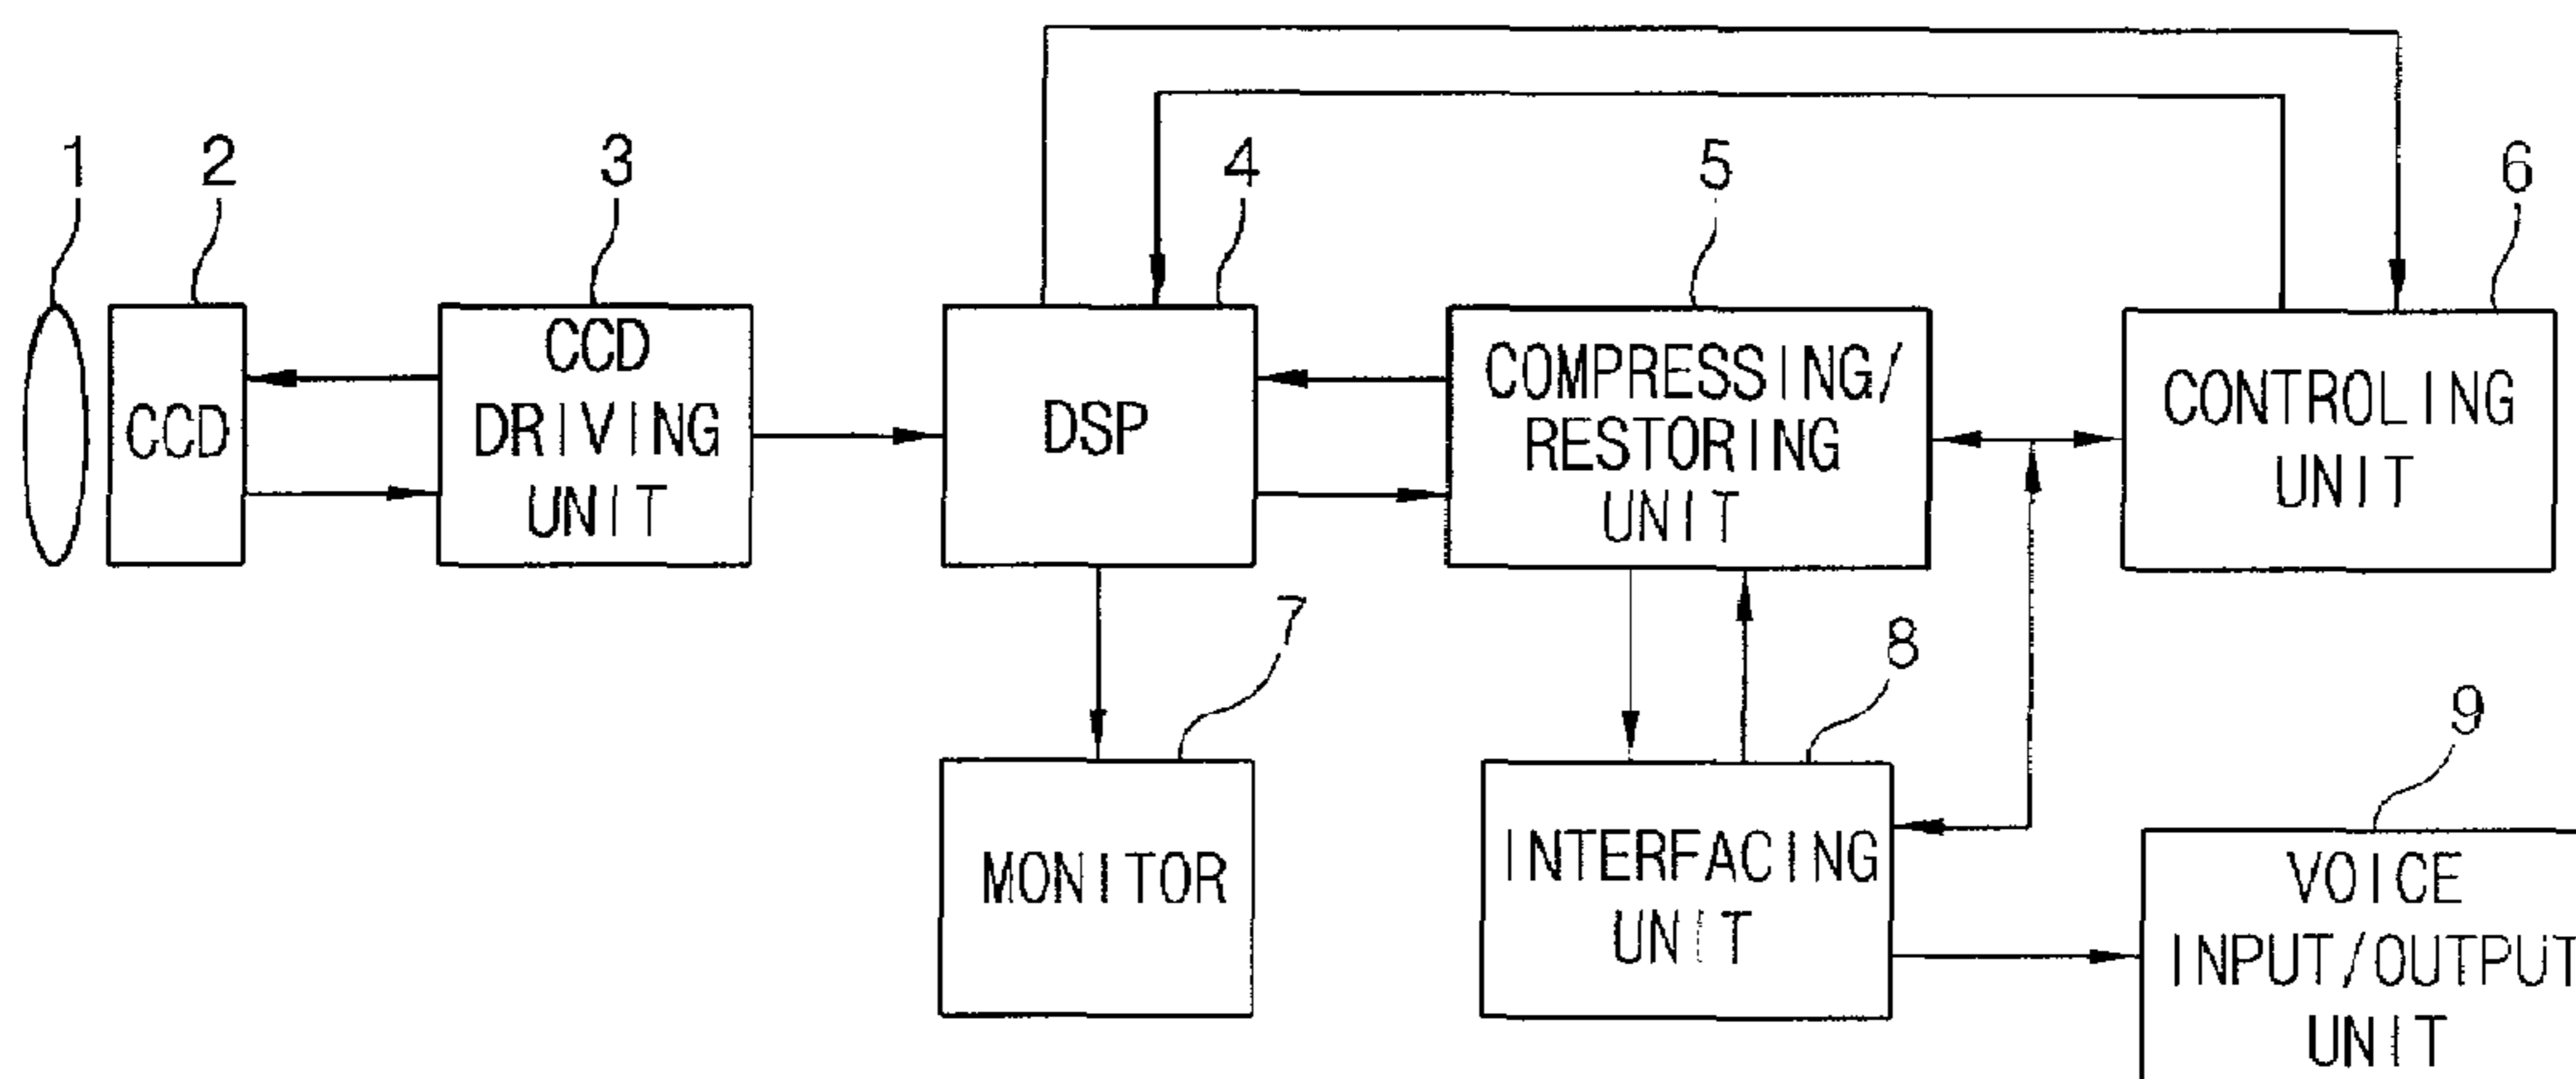 1
2
3
4
5
6
CCD
CCD
DRIVING
UNIT
DSP
COMPRESSING/
RESTORING
UNIT
CONTROLING
UNIT
7
8
9
MONITOR
INTERFACING
UNIT
VOICE
INPUT/OUTPUT
UNIT